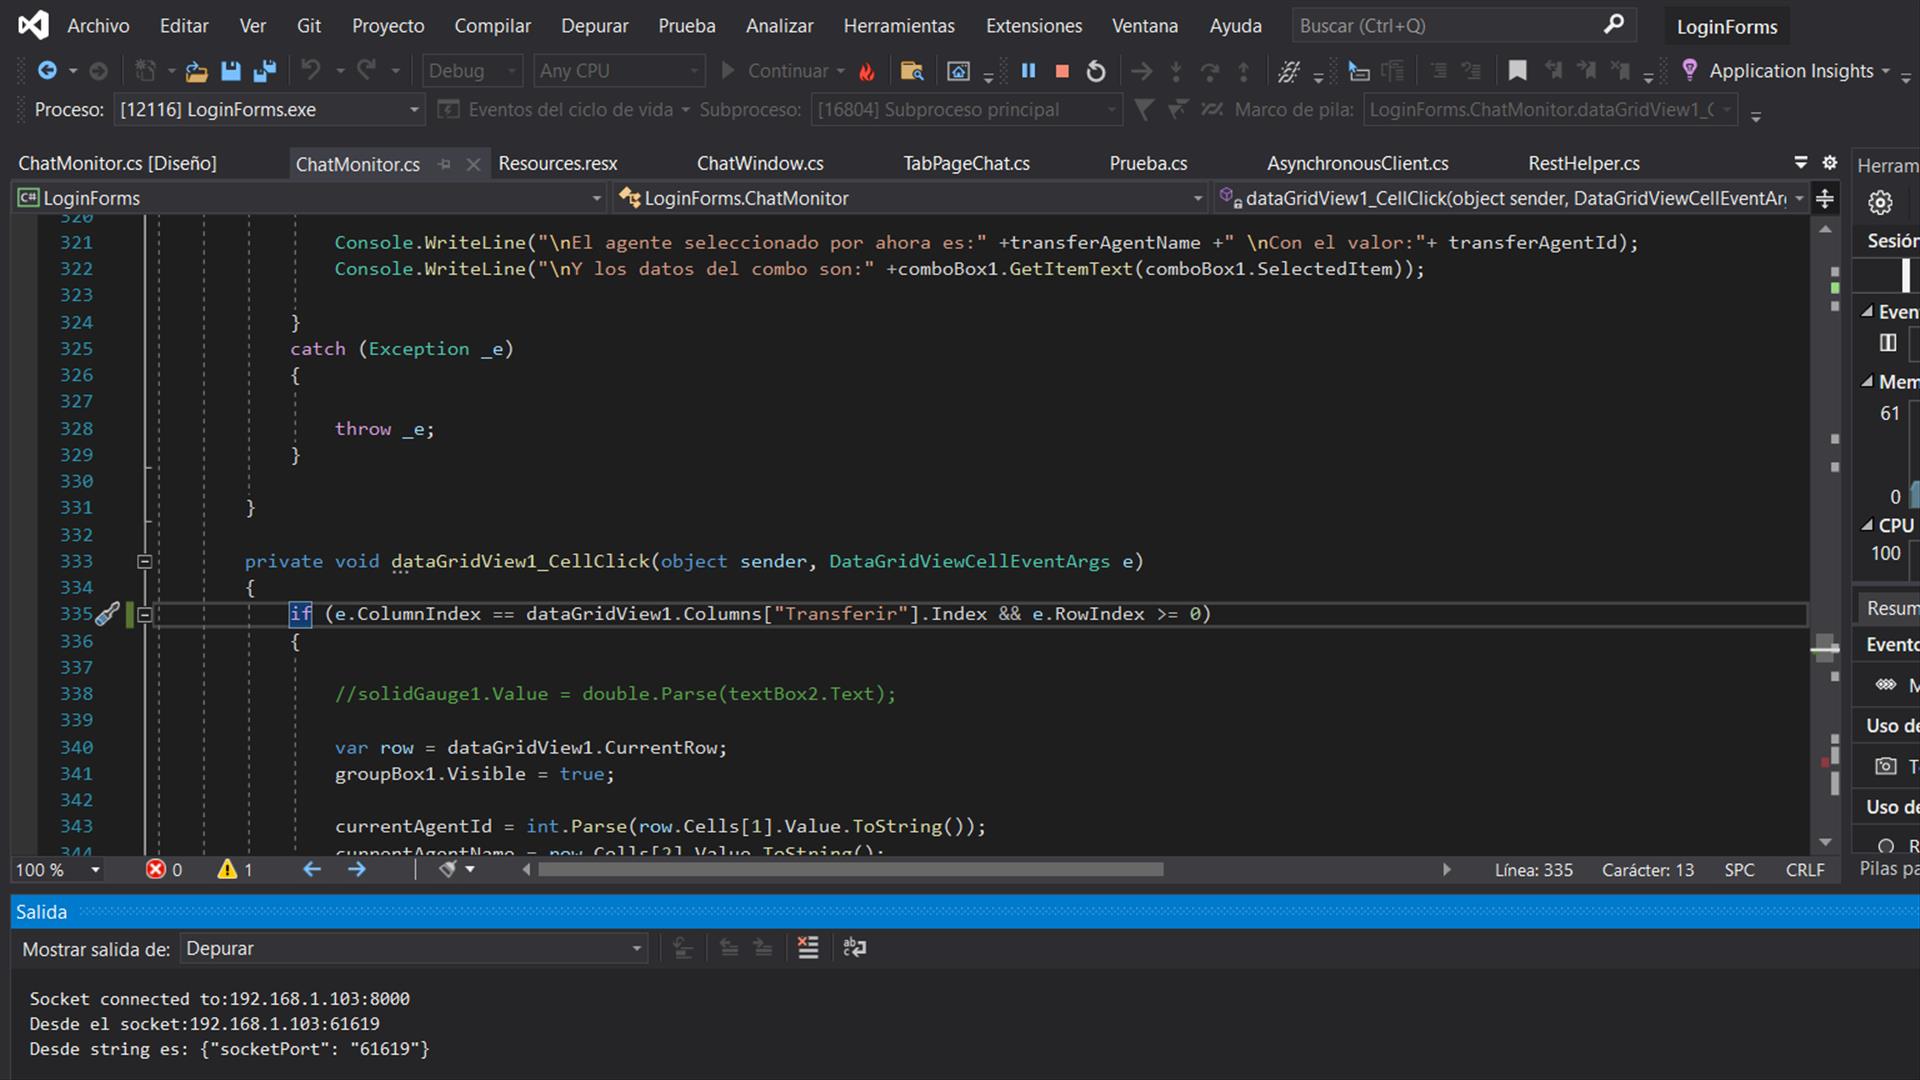 Archivo Editar Ver Git Proyecto Compilar Depurar Prueba Analizar Herramientas Extensiones Ventana Ayuda Buscar (Ctrl+Q) LoginForms
Debug Any CPU Continuar Application Insights
Proceso: [12116] LoginForms.exe Eventos del ciclo de vida Subproceso: [16804] Subproceso principal Marco de pila: LoginForms.ChatMonitor.dataGridView1_C
ChatMonitor.cs [Diseño] ChatMonitor.cs Resources.resx ChatWindow.cs TabPageChat.cs Prueba.cs AsynchronousClient.cs RestHelper.cs
C# LoginForms LoginForms.ChatMonitor dataGridView1_CellClick(object sender, DataGridViewCellEventAr
320
321 Console.WriteLine("\nEl agente seleccionado por ahora es:" +transferAgentName +" \nCon el valor:"+ transferAgentId);
322 Console.WriteLine("\nY los datos del combo son:" +comboBox1.GetItemText(comboBox1.SelectedItem));
323
324 }
325 catch (Exception _e)
326 {
327
328 throw _e;
329 }
330
331 }
332
333 private void dataGridView1_CellClick(object sender, DataGridViewCellEventArgs e)
334 {
335 if (e.ColumnIndex == dataGridView1.Columns["Transferir"].Index && e.RowIndex >= 0)
336 {
337
338 //solidGauge1.Value = double.Parse(textBox2.Text);
339
340 var row = dataGridView1.CurrentRow;
341 groupBox1.Visible = true;
342
343 currentAgentId = int.Parse(row.Cells[1].Value.ToString());
344 currentAgentName = row.Cells[2].Value.ToString();
100 % 0 1 Línea: 335 Carácter: 13 SPC CRLF
Herram
Sesión
Even
Mem
61
0
CPU
100
Resum
Evento
M
Uso de
T
Uso de
R
Pilas pa
Salida
Mostrar salida de: Depurar
Socket connected to:192.168.1.103:8000
Desde el socket:192.168.1.103:61619
Desde string es: {"socketPort": "61619"}